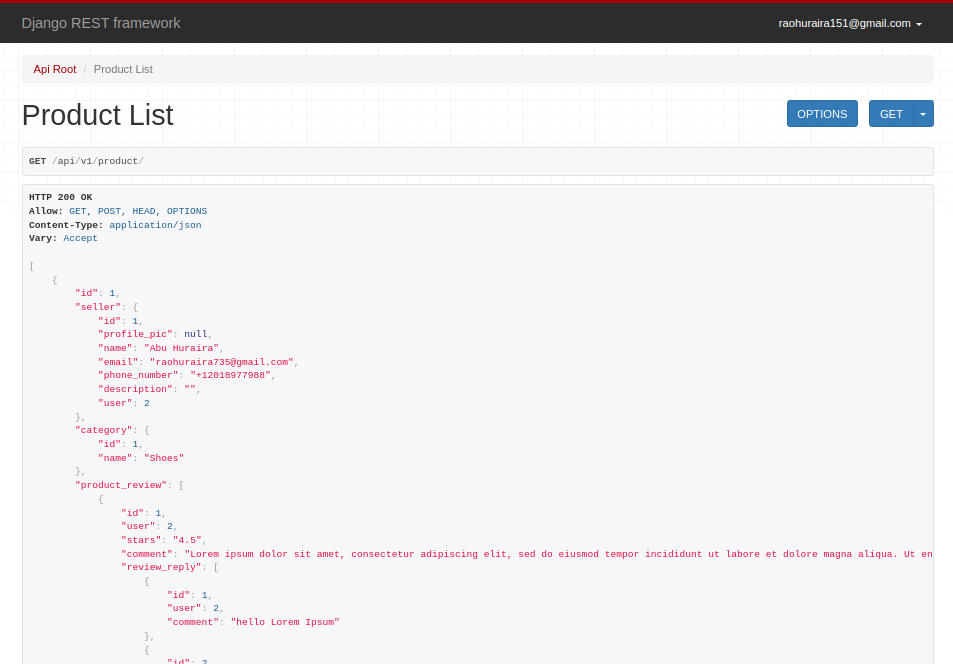 Django REST framework
raohuraira151@gmail.com
Api Root / Product List
Product List
OPTIONS
GET
GET /api/v1/product/
HTTP 200 OK
Allow: GET, POST, HEAD, OPTIONS
Content-Type: application/json
Vary: Accept
[
{
"id": 1,
"seller": {
"id": 1,
"profile_pic": null,
"name": "Abu Huraira",
"email": "raohuraira735@gmail.com",
"phone_number": "+12018977988",
"description": "",
"user": 2
},
"category": {
"id": 1,
"name": "Shoes"
},
"product_review": [
{
"id": 1,
"user": 2,
"stars": "4.5",
"comment": "Lorem ipsum dolor sit amet, consectetur adipiscing elit, sed do eiusmod tempor incididunt ut labore et dolore magna aliqua. Ut en
"review_reply": [
{
"id": 1,
"user": 2,
"comment": "hello Lorem Ipsum"
},
{
"id": 2